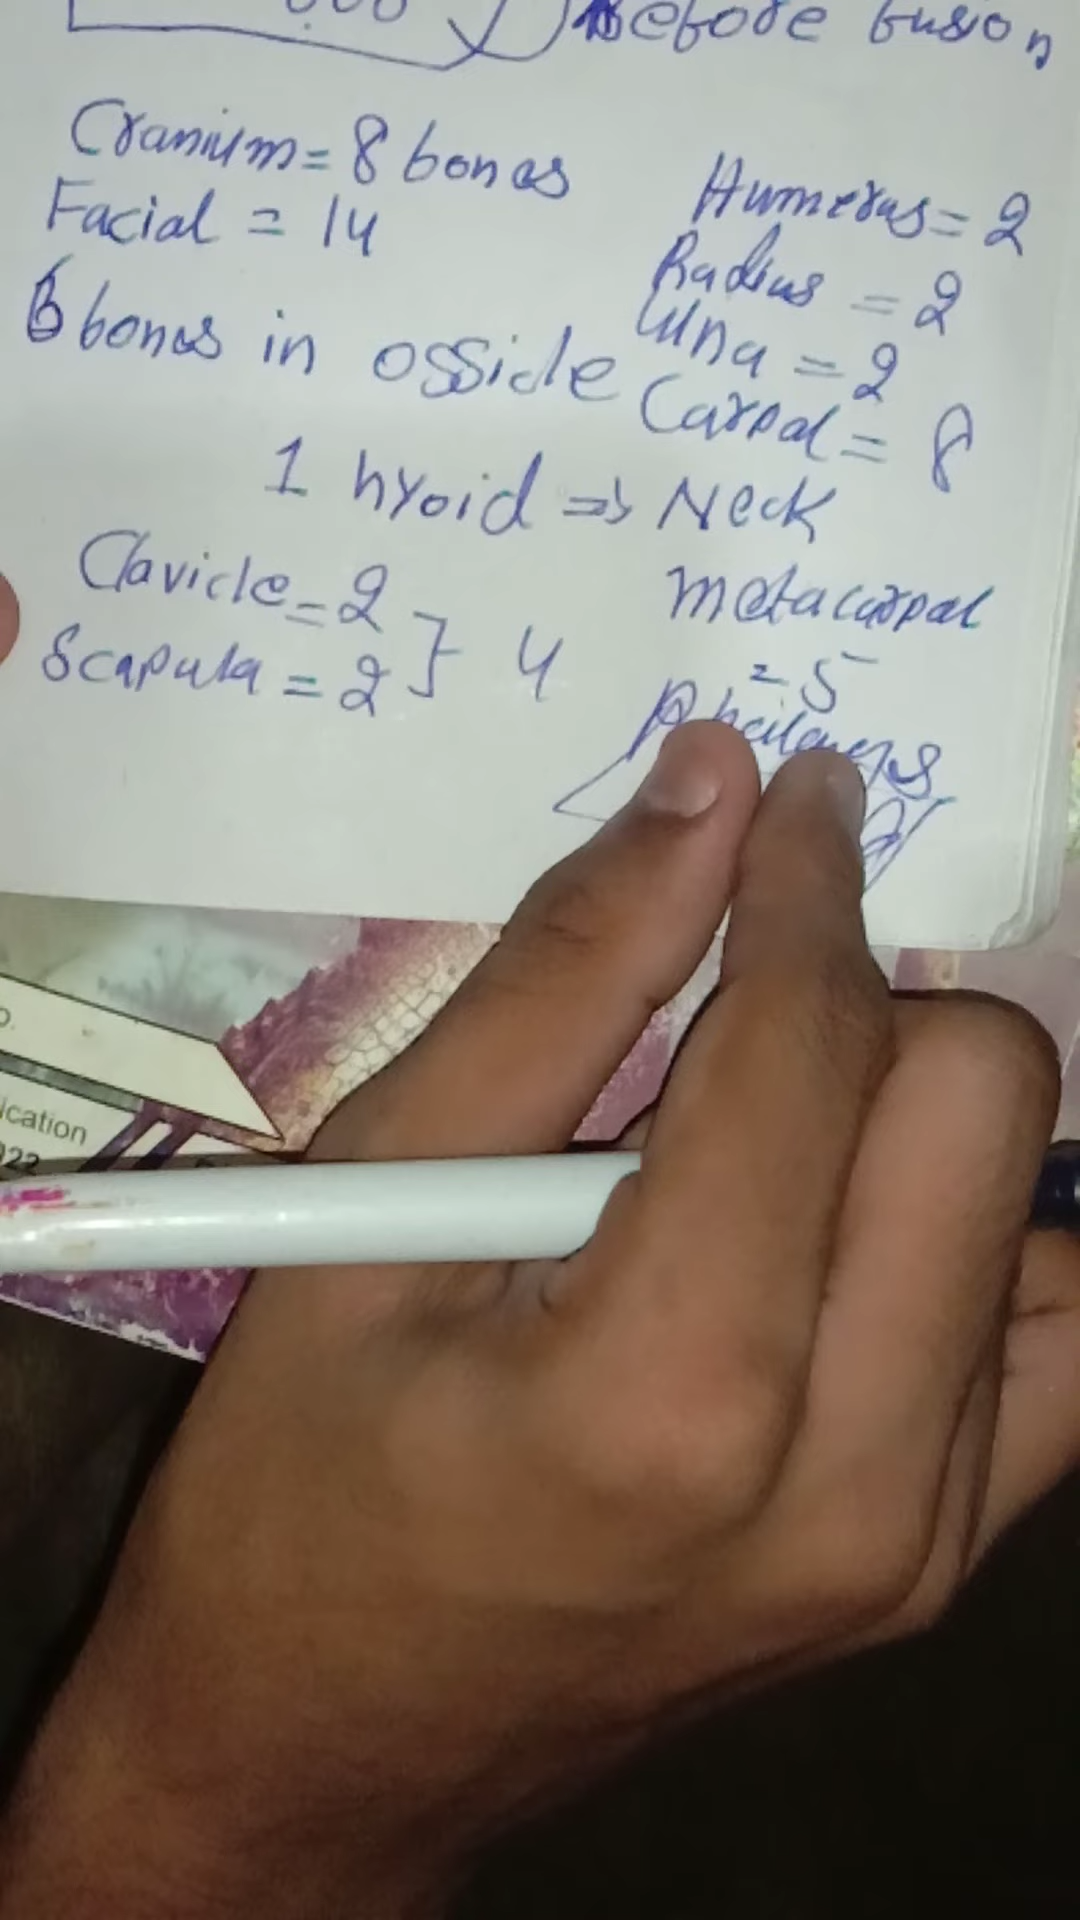 Before fusion
Cranium = 8 bones
Facial = 14
6 bones in ossicle
1 hyoid => Neck
Clavicle = 2
Scapula = 2 } 4
Humerus = 2
Radius = 2
Ulna = 2
Carpal = 8
Metacarpal
= 5
ication